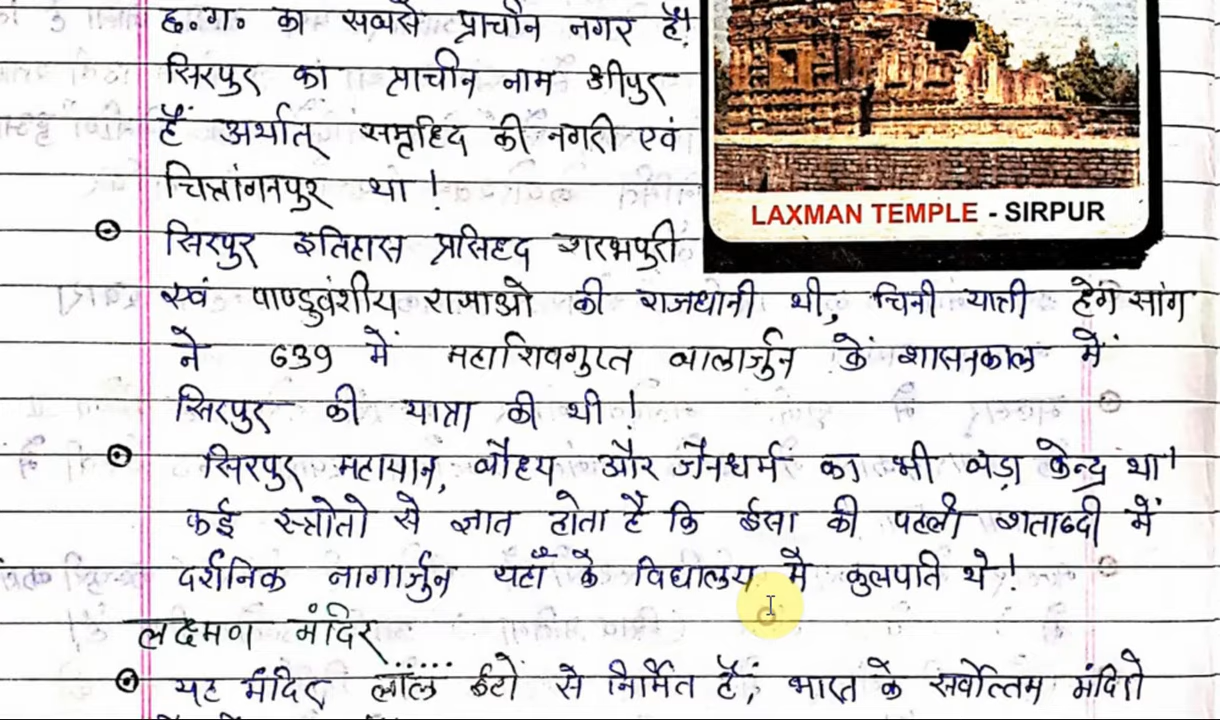 छ.ग. का सबसे प्राचीन नगर है!
सिरपुर का प्राचीन नाम श्रीपुर
है अर्थात् समृद्दि की नगरी एवं
चित्रांगनपुर था!
LAXMAN TEMPLE - SIRPUR
सिरपुर इतिहास प्रसिद्द शरभपुरी
एवं पाण्डुवंशीय राजाओ की राजधानी थी, चिनी यात्री हेंग सांग
ने 639 में महाशिवगुप्त बालार्जुन के शासनकाल में
सिरपुर की यात्रा की थी!
सिरपुर महायान, बौध्य और जैनधर्म का भी बड़ा केन्द्र था!
कई स्त्रोतो से ज्ञात होता है कि ईसा की पहली शताब्दी में
दर्शनिक नागार्जुन यहाँ के विद्यालय में कुलपति थे!
लक्ष्मण मंदिर.....
यह मंदिर लाल ईटो से निर्मित है, भारत के सर्वोत्तम मंदिरो